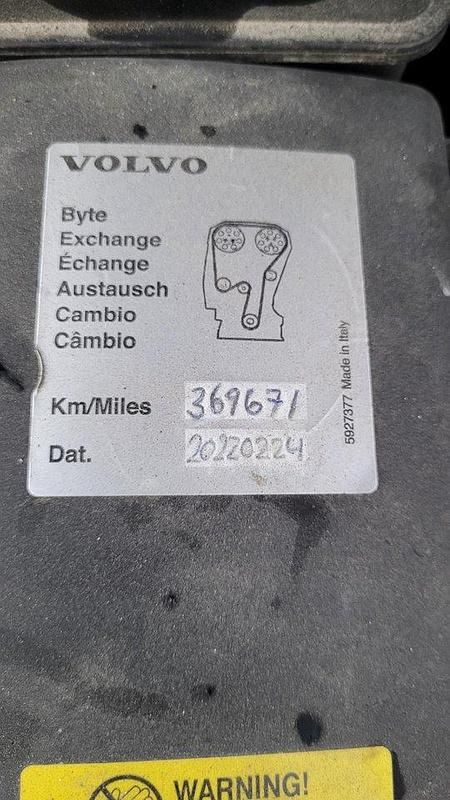 VOLVO
Byte
Exchange
Échange
Austausch
Cambio
Câmbio
Km/Miles 369671
Dat. 20220224
5927377 Made in Italy
WARNING!